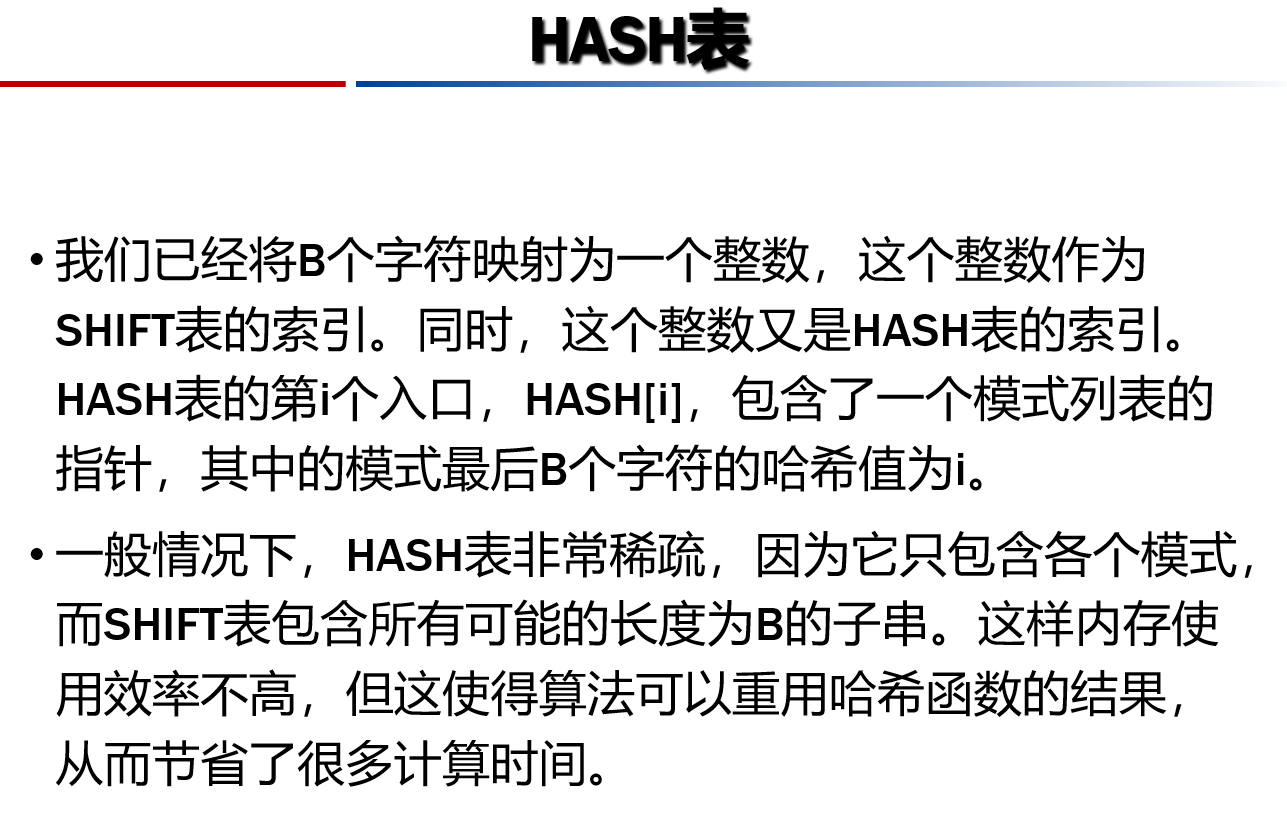 HASH表
• 我们已经将B个字符映射为一个整数，这个整数作为
SHIFT表的索引。同时，这个整数又是HASH表的索引。
HASH表的第i个入口，HASH[i]，包含了一个模式列表的
指针，其中的模式最后B个字符的哈希值为i。
• 一般情况下，HASH表非常稀疏，因为它只包含各个模式，
而SHIFT表包含所有可能的长度为B的子串。这样内存使
用效率不高，但这使得算法可以重用哈希函数的结果，
从而节省了很多计算时间。